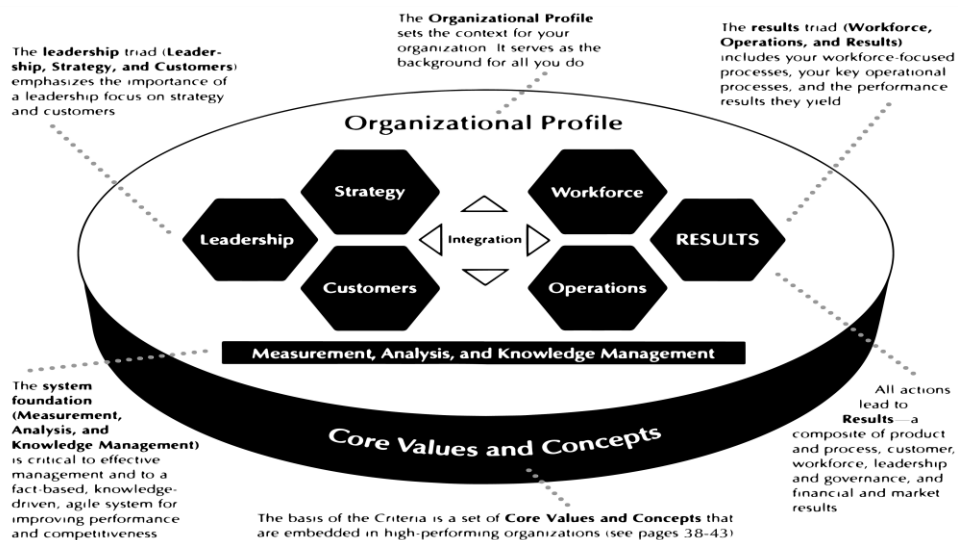 The Organizational Profile
sets the context for your
organization. It serves as the
background for all you do
The leadership triad (Leader-
ship, Strategy, and Customers)
emphasizes the importance of
a leadership focus on strategy
and customers
The results triad (Workforce,
Operations, and Results)
includes your workforce-focused
processes, your key operational
processes, and the performance
results they yield
Organizational Profile
Strategy
Workforce
Leadership
Integration
RESULTS
Customers
Operations
Measurement, Analysis, and Knowledge Management
Core Values and Concepts
The system
foundation
(Measurement,
Analysis, and
Knowledge Management)
is critical to effective
management and to a
fact-based, knowledge-
driven, agile system for
improving performance
and competitiveness
All actions
lead to
Results—a
composite of product
and process, customer,
workforce, leadership
and governance, and
financial and market
results
The basis of the Criteria is a set of Core Values and Concepts that
are embedded in high-performing organizations (see pages 38-43)